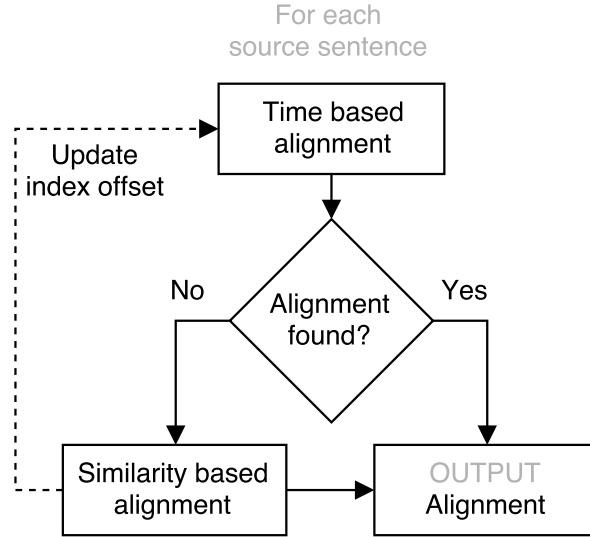 For each
source sentence
Time based
alignment
Update
index offset
No
Yes
Alignment
found?
Similarity based
alignment
OUTPUT
Alignment